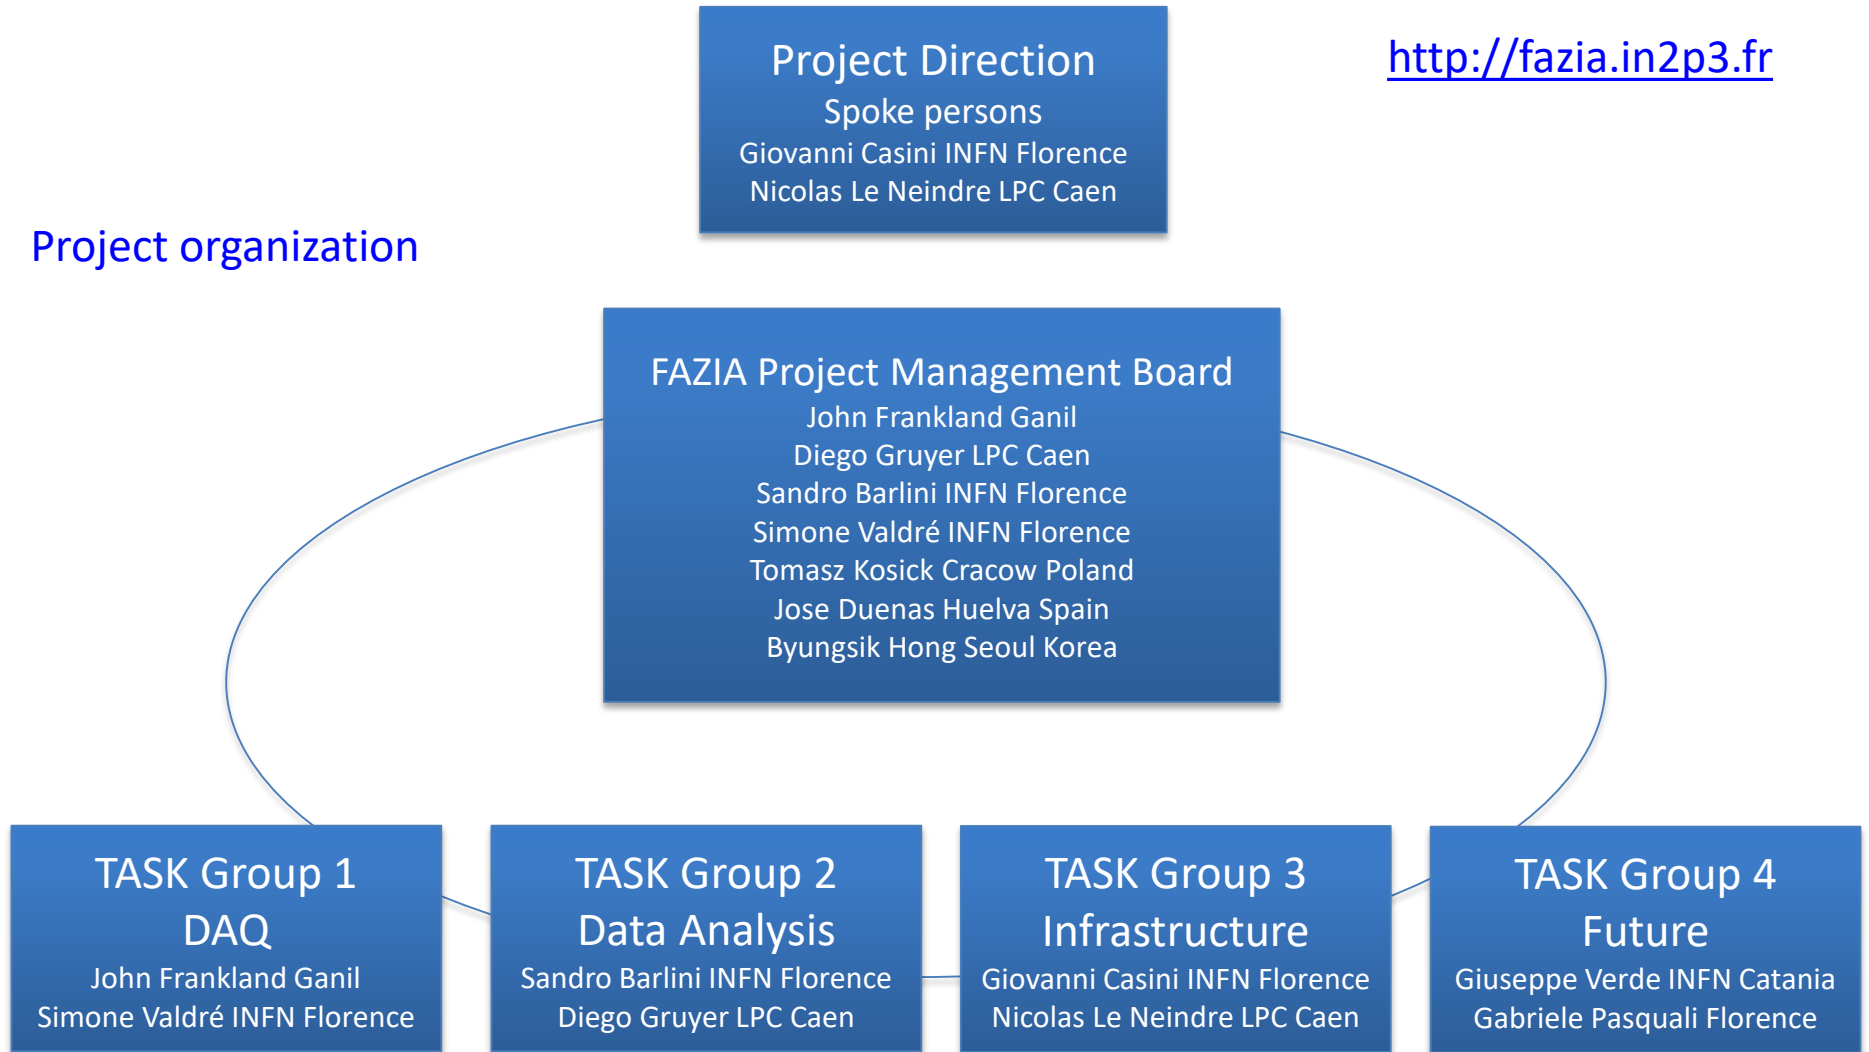 Project Direction
Spoke persons
Giovanni Casini INFN Florence
Nicolas Le Neindre LPC Caen
http://fazia.in2p3.fr
Project organization
FAZIA Project Management Board
John Frankland Ganil
Diego Gruyer LPC Caen
Sandro Barlini INFN Florence
Simone Valdré INFN Florence
Tomasz Kosick Cracow Poland
Jose Duenas Huelva Spain
Byungsik Hong Seoul Korea
TASK Group 1
DAQ
John Frankland Ganil
Simone Valdré INFN Florence
TASK Group 2
Data Analysis
Sandro Barlini INFN Florence
Diego Gruyer LPC Caen
TASK Group 3
Infrastructure
Giovanni Casini INFN Florence
Nicolas Le Neindre LPC Caen
TASK Group 4
Future
Giuseppe Verde INFN Catania
Gabriele Pasquali Florence